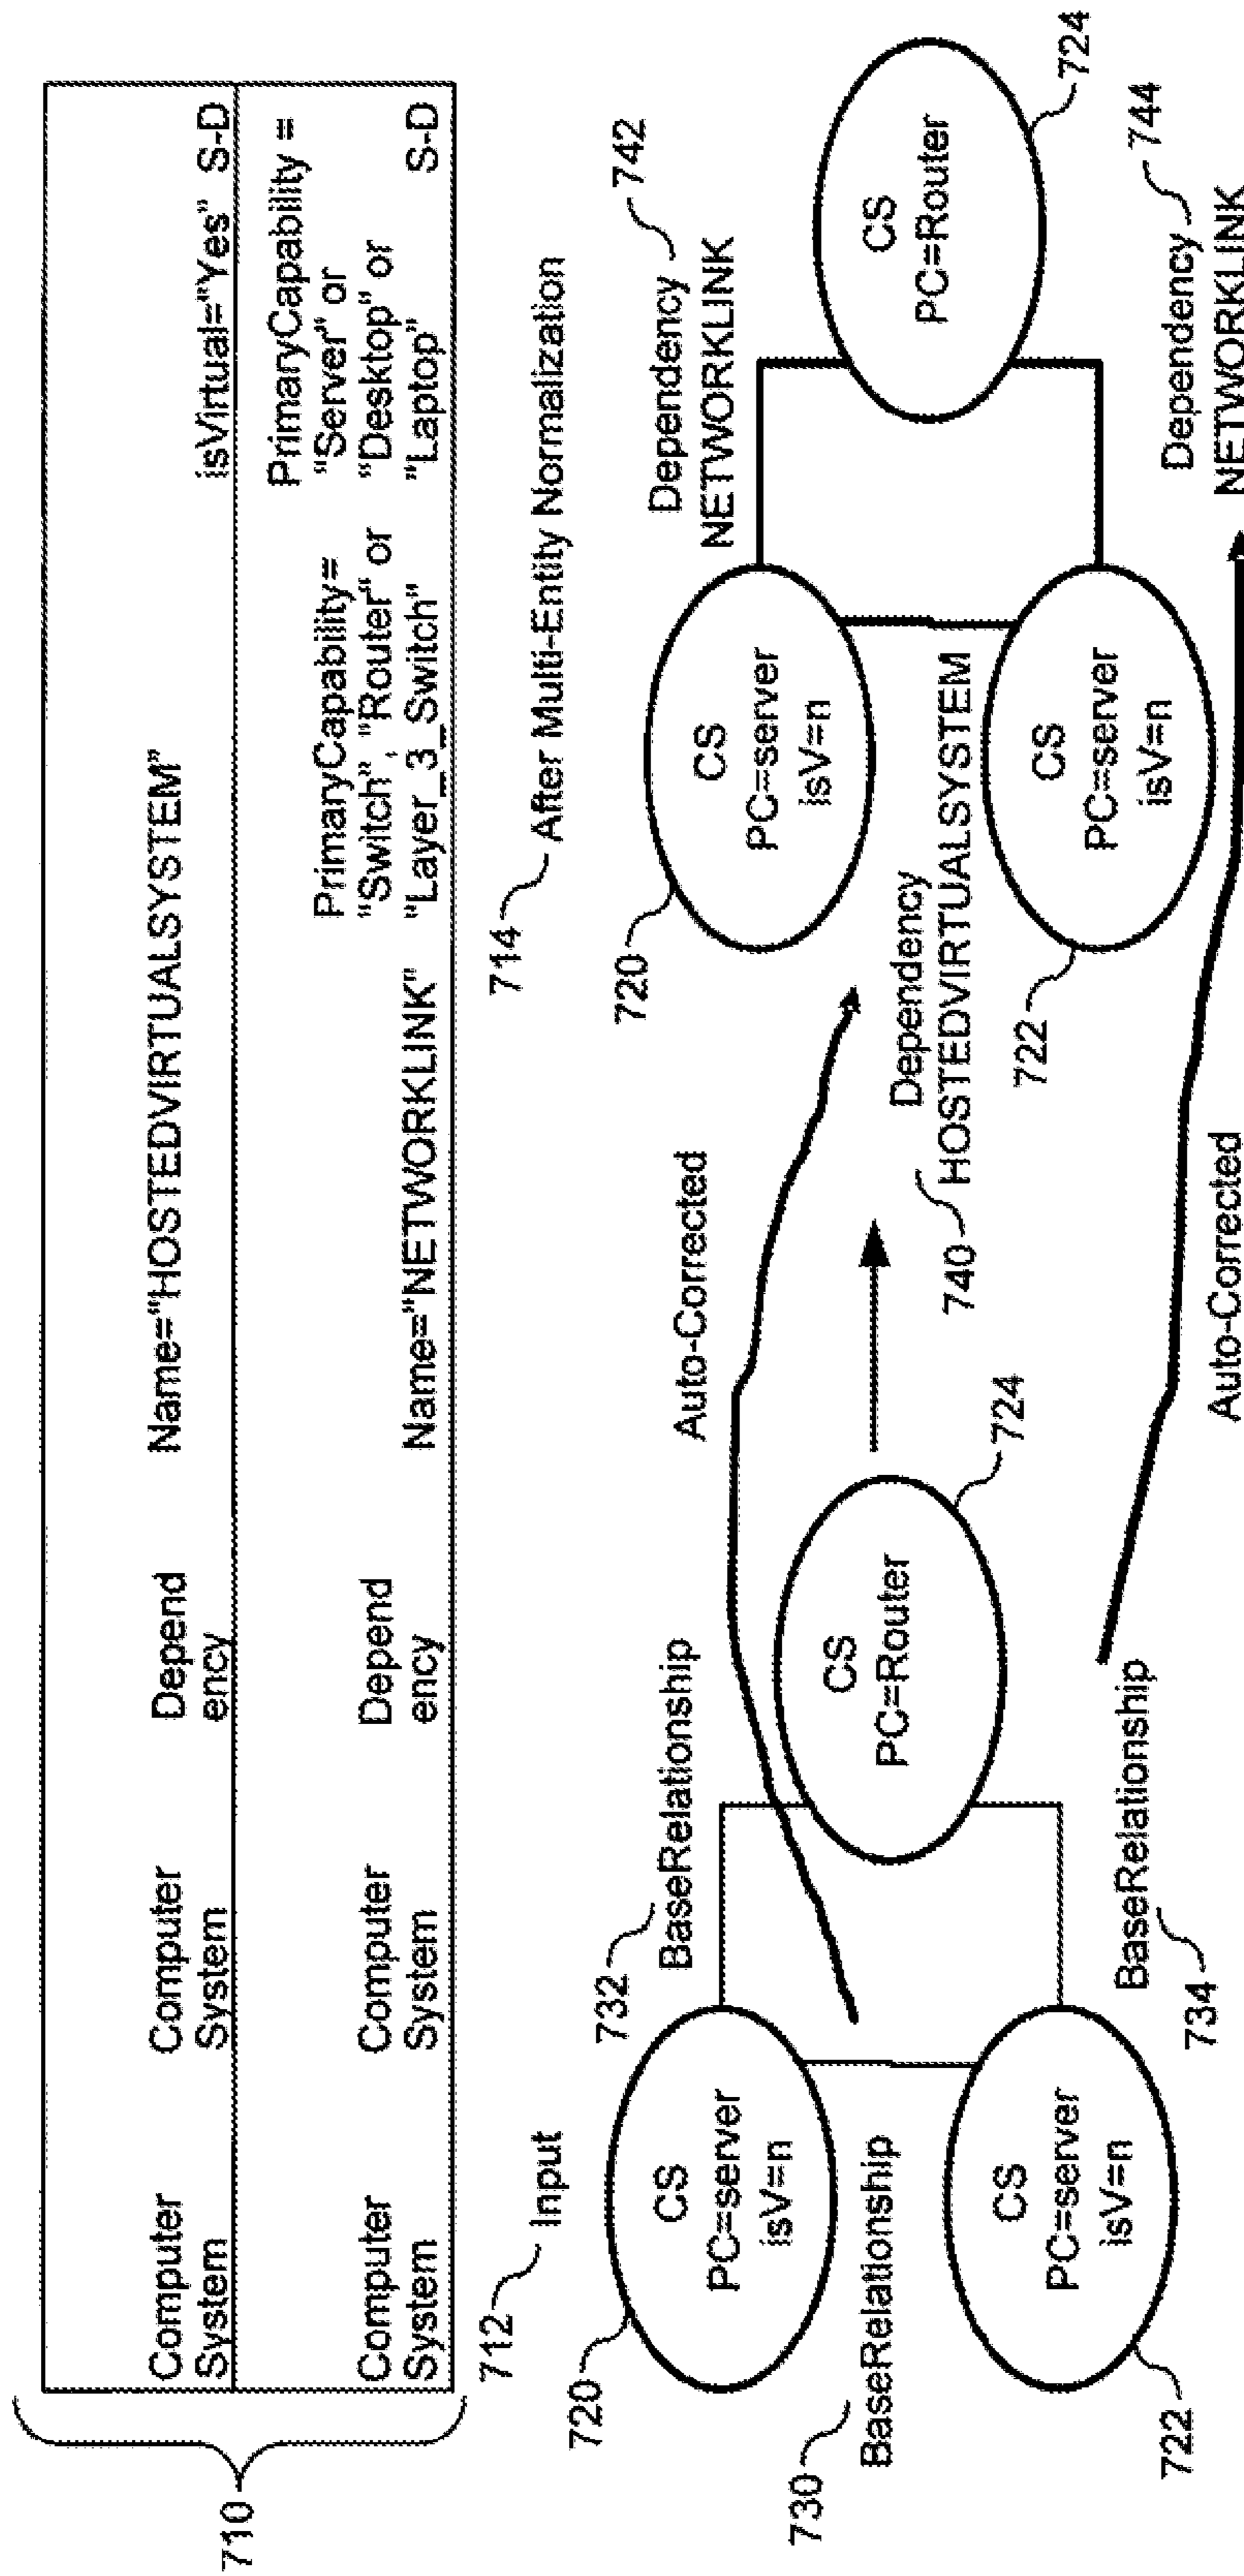 710
Computer
System
Computer
System
Depend
ency
Name="HOSTEDVIRTUALSYSTEM"
isVirtual="Yes" S-D
Computer
System
Computer
System
Depend
ency
Name="NETWORKLINK"
PrimaryCapability=
"Switch", "Router" or
"Layer_3_Switch"
PrimaryCapability =
"Server" or
"Desktop" or
"Laptop"
S-D
712 Input
714 After Multi-Entity Normalization
720
CS
PC=server
isV=n
730
BaseRelationship
722
CS
PC=server
isV=n
732
BaseRelationship
CS
PC=Router
724
BaseRelationship
734
Auto-Corrected
Auto-Corrected
720
CS
PC=server
isV=n
Dependency
740 HOSTEDVIRTUALSYSTEM
722
CS
PC=server
isV=n
Dependency 742
NETWORKLINK
CS
PC=Router
724
Dependency 744
NETWORKLINK